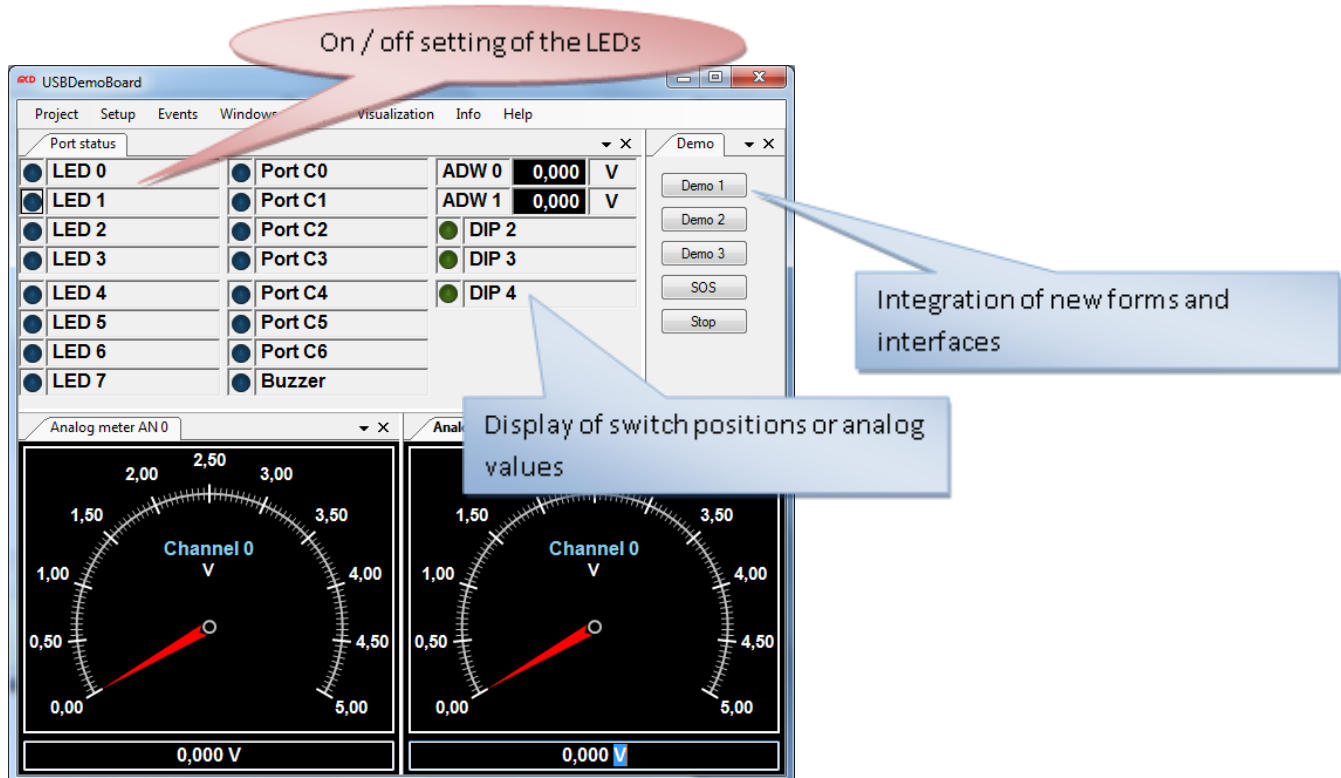 On / off setting of the LEDs
GCD USBDemoBoard
Project Setup Events Windows Visualization Info Help
Port status
Demo
LED 0 Port C0 ADW 0 0,000 V
Demo 1
LED 1 Port C1 ADW 1 0,000 V
LED 2 Port C2 DIP 2
Demo 2
LED 3 Port C3 DIP 3
Demo 3
LED 4 Port C4 DIP 4
SOS
LED 5 Port C5
Stop
LED 6 Port C6
LED 7 Buzzer
Integration of new forms and
interfaces
Display of switch positions or analog
values
Analog meter AN 0
0,00 0,50 1,00 1,50 2,00 2,50 3,00 3,50 4,00 4,50 5,00
Channel 0
V
0,000 V
0,00 0,50 1,00 1,50 3,50 4,00 4,50 5,00
Channel 0
V
0,000 V